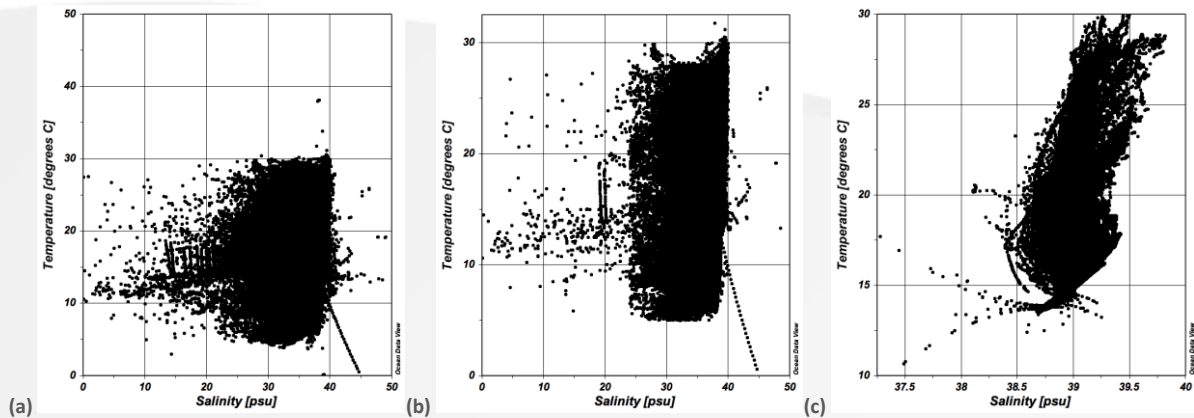 50
40
30
20
10
0
Temperature [degrees C]
0 10 20 30 40 50
Salinity [psu]
Ocean Data View
(a)
30
20
10
0
Temperature [degrees C]
0 10 20 30 40 50
Salinity [psu]
Ocean Data View
(b)
30
25
20
15
10
Temperature [degrees C]
37.5 38 38.5 39 39.5 40
Salinity [psu]
Ocean Data View
(c)